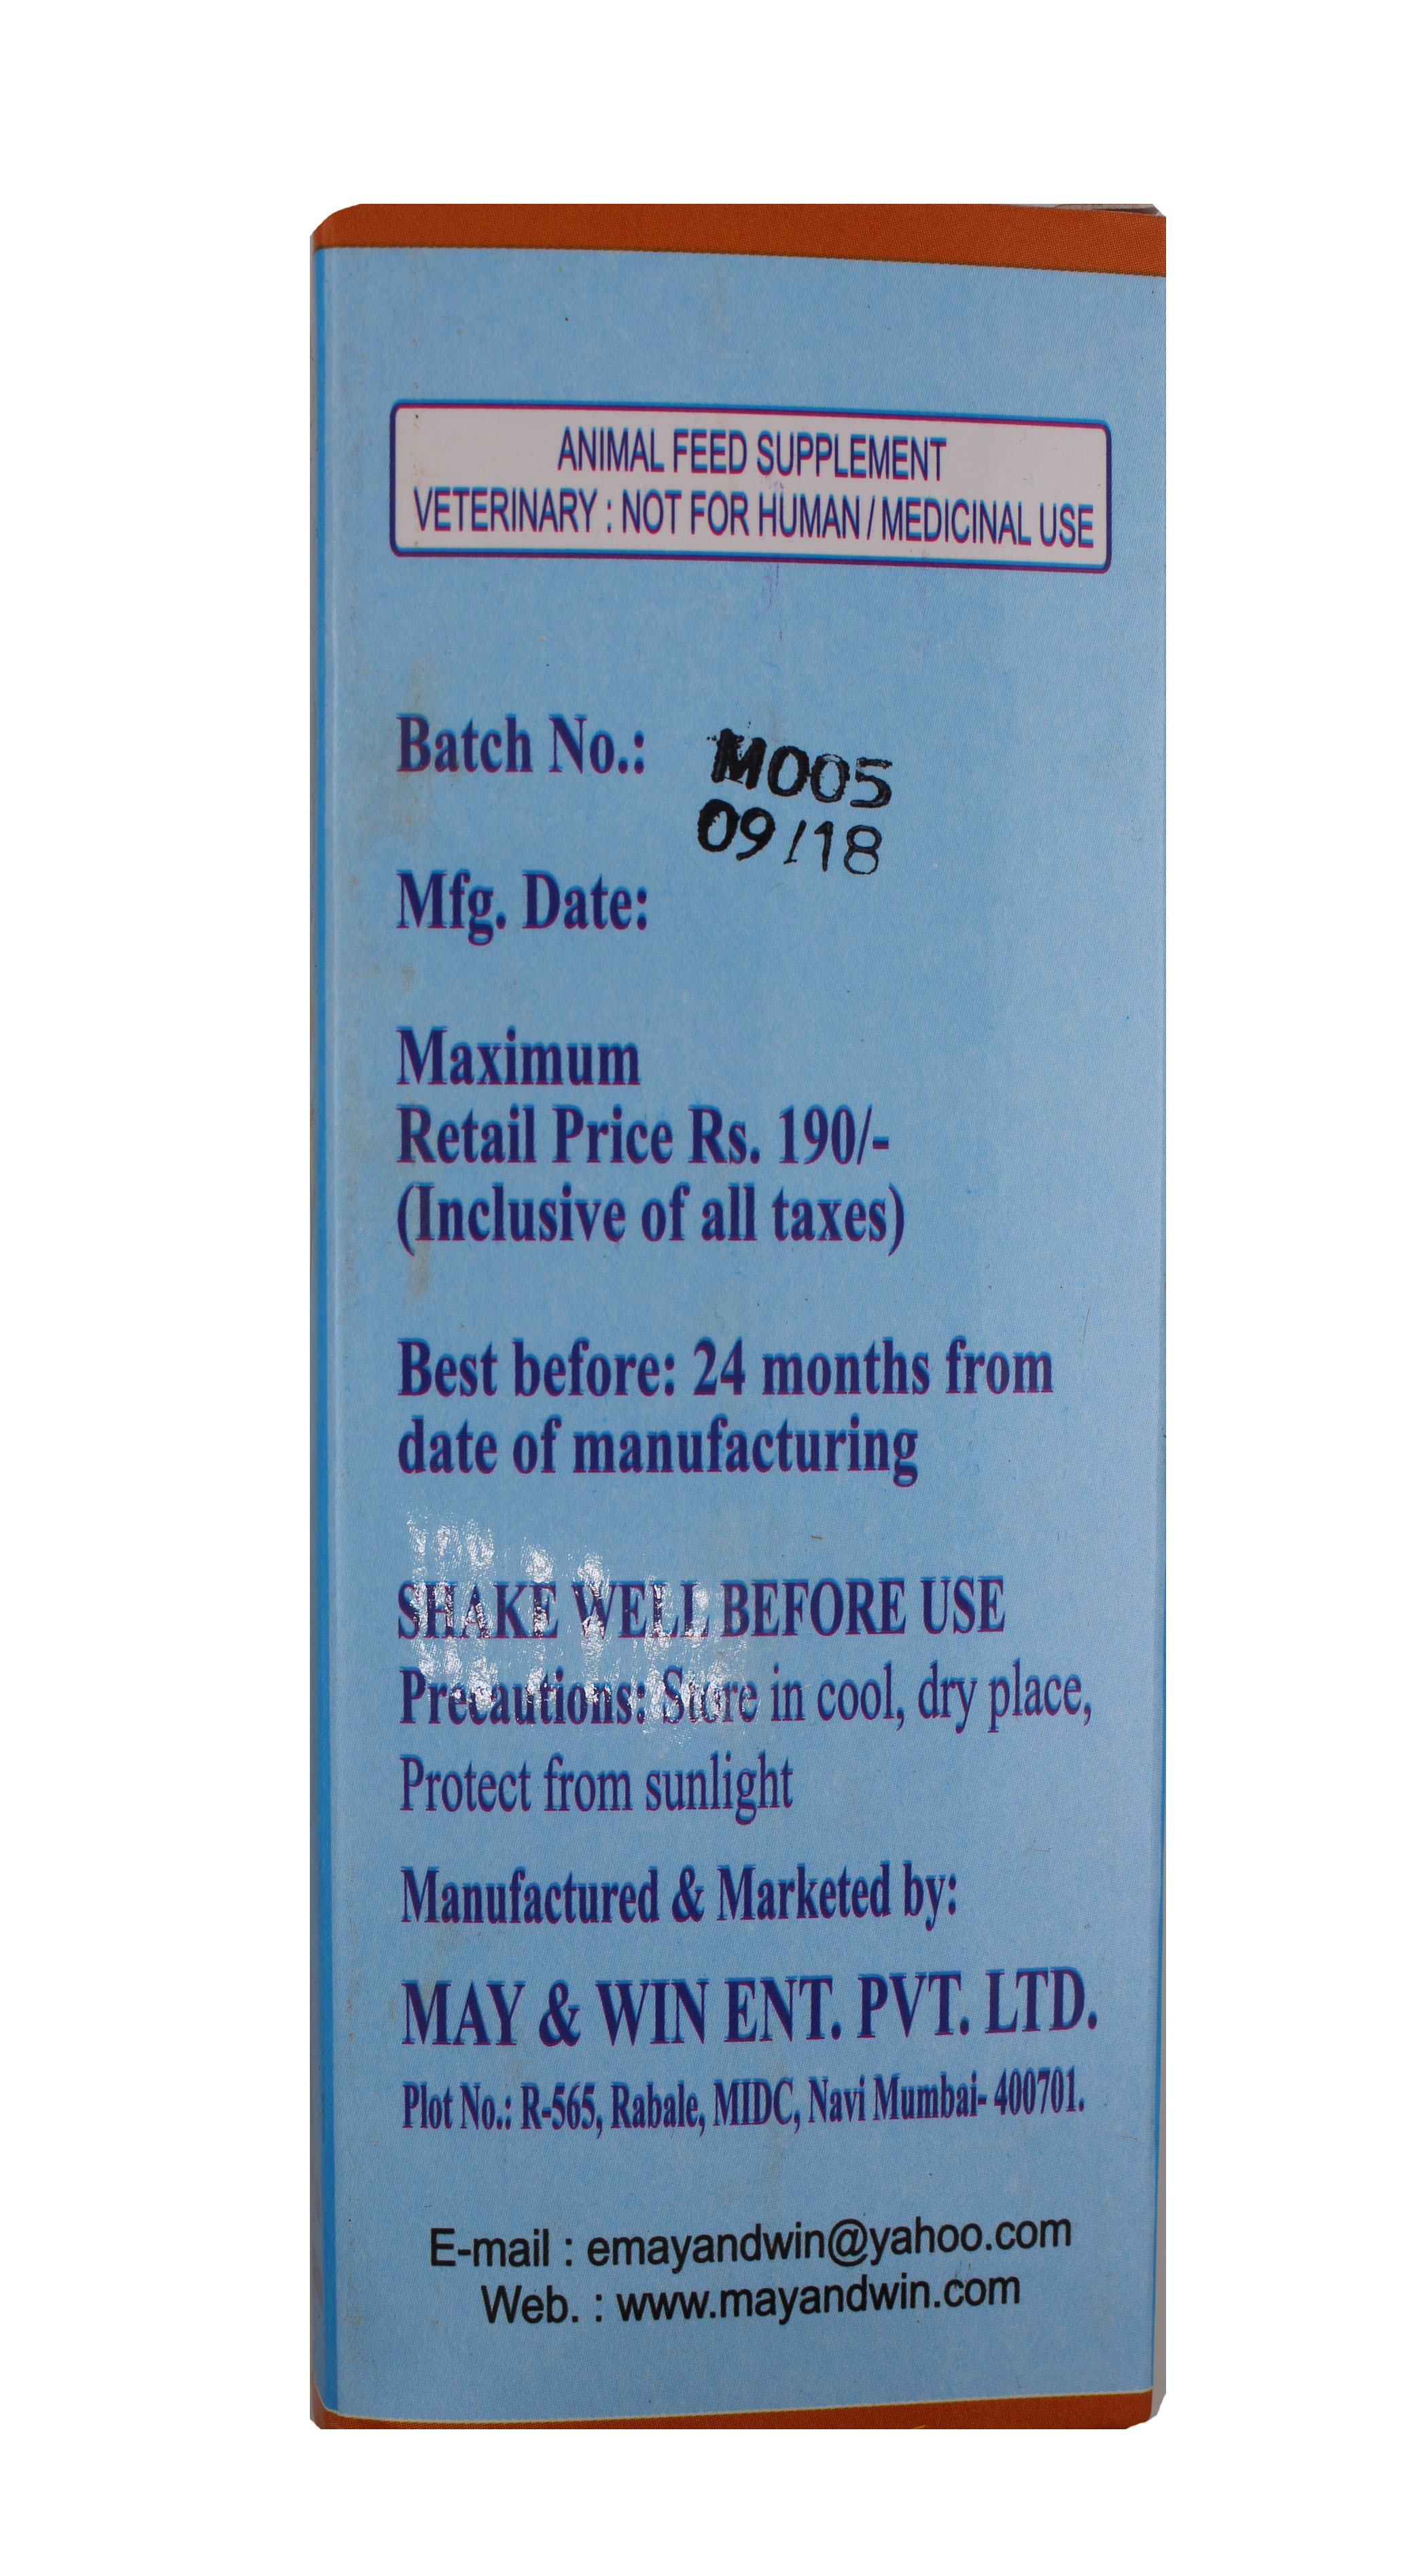 ANIMAL FEED SUPPLEMENT
VETERINARY : NOT FOR HUMAN / MEDICINAL USE
Batch No.: M005
09/18
Mfg. Date:
Maximum
Retail Price Rs. 190/-
(Inclusive of all taxes)
Best before: 24 months from
date of manufacturing
SHAKE WELL BEFORE USE
Precautions: Store in cool, dry place,
Protect from sunlight
Manufactured & Marketed by:
MAY & WIN ENT. PVT. LTD.
Plot No.: R-565, Rabale, MIDC, Navi Mumbai- 400701.
E-mail : emayandwin@yahoo.com
Web. : www.mayandwin.com